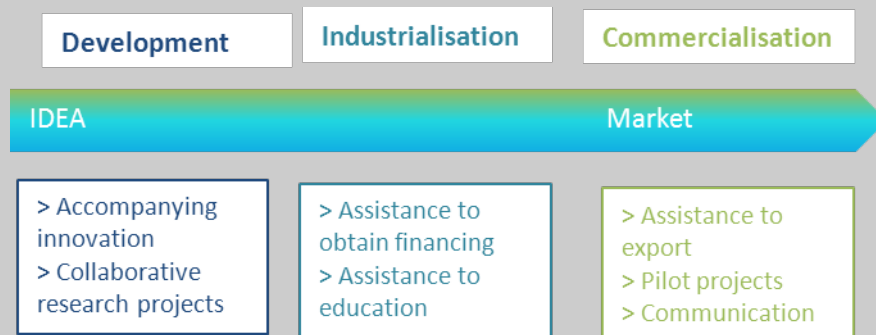 Development
Industrialisation
Commercialisation
IDEA
Market
> Accompanying
innovation
> Collaborative
research projects
> Assistance to
obtain financing
> Assistance to
education
> Assistance to
export
> Pilot projects
> Communication